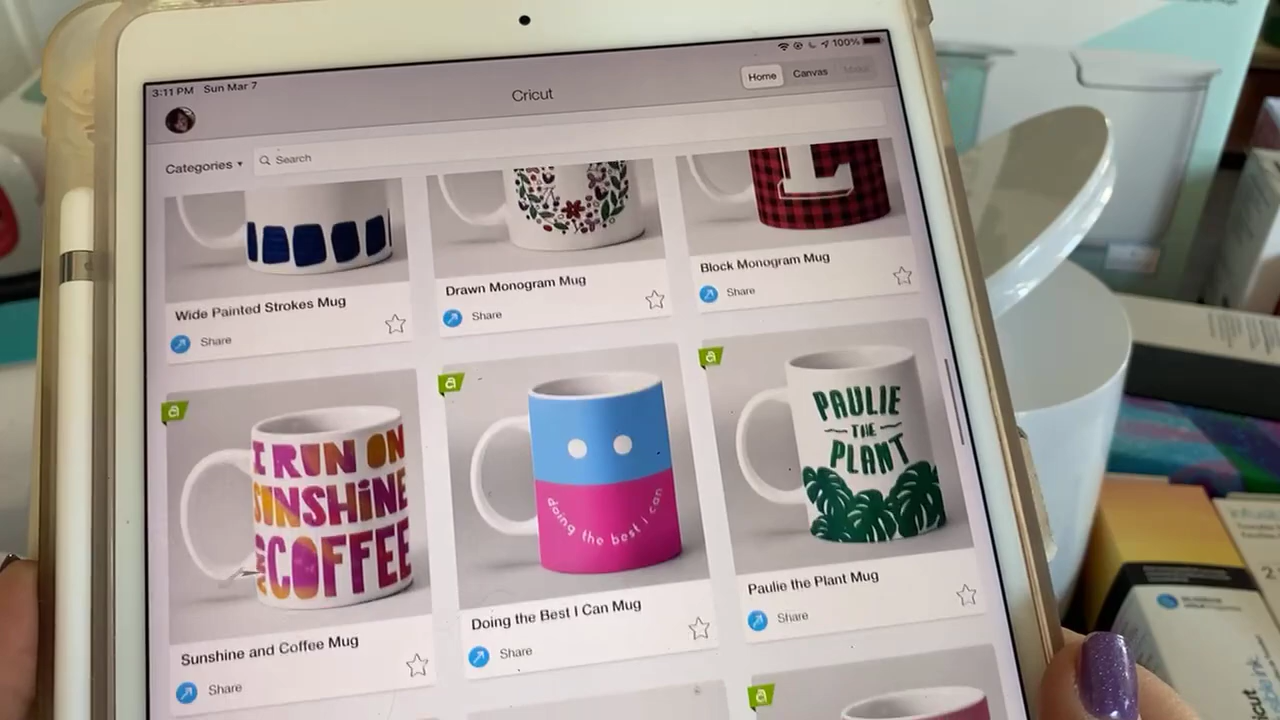 3:11 PM Sun Mar 7
100%
Cricut
Home
Canvas
Make
Categories
Search
L
Wide Painted Strokes Mug
Share
Drawn Monogram Mug
Share
Block Monogram Mug
Share
I RUN ON
SUNSHINE
AND COFFEE
doing the best i can
PAULIE
THE
PLANT
Sunshine and Coffee Mug
Share
Doing the Best I Can Mug
Share
Paulie the Plant Mug
Share